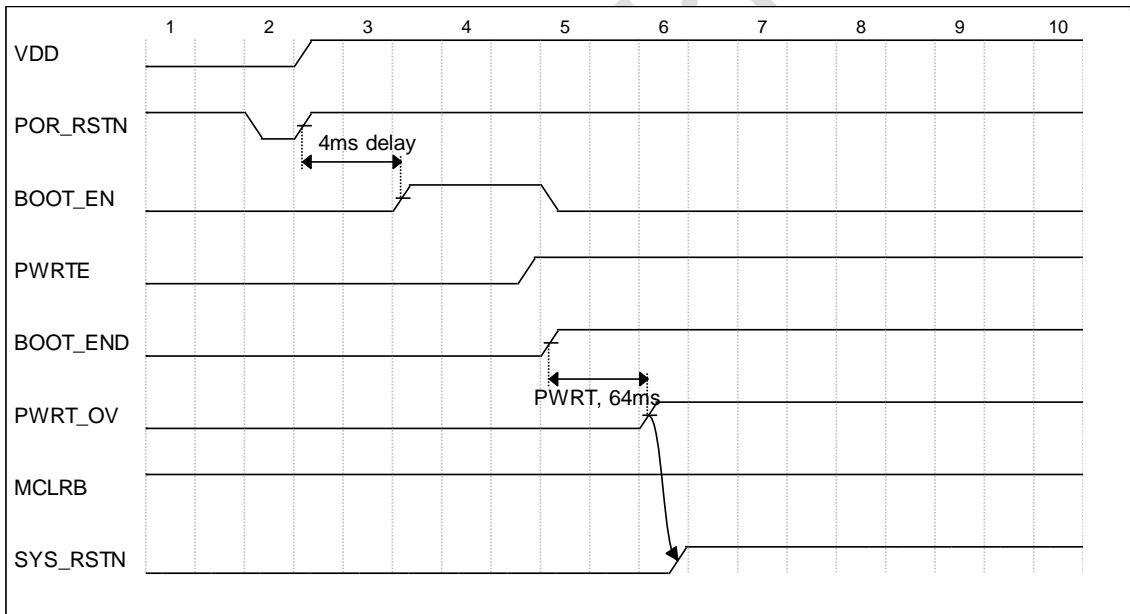 1 2 3 4 5 6 7 8 9 10
VDD
POR_RSTN
4ms delay
BOOT_EN
PWRTE
BOOT_END
PWRT, 64ms
PWRT_OV
MCLRB
SYS_RSTN